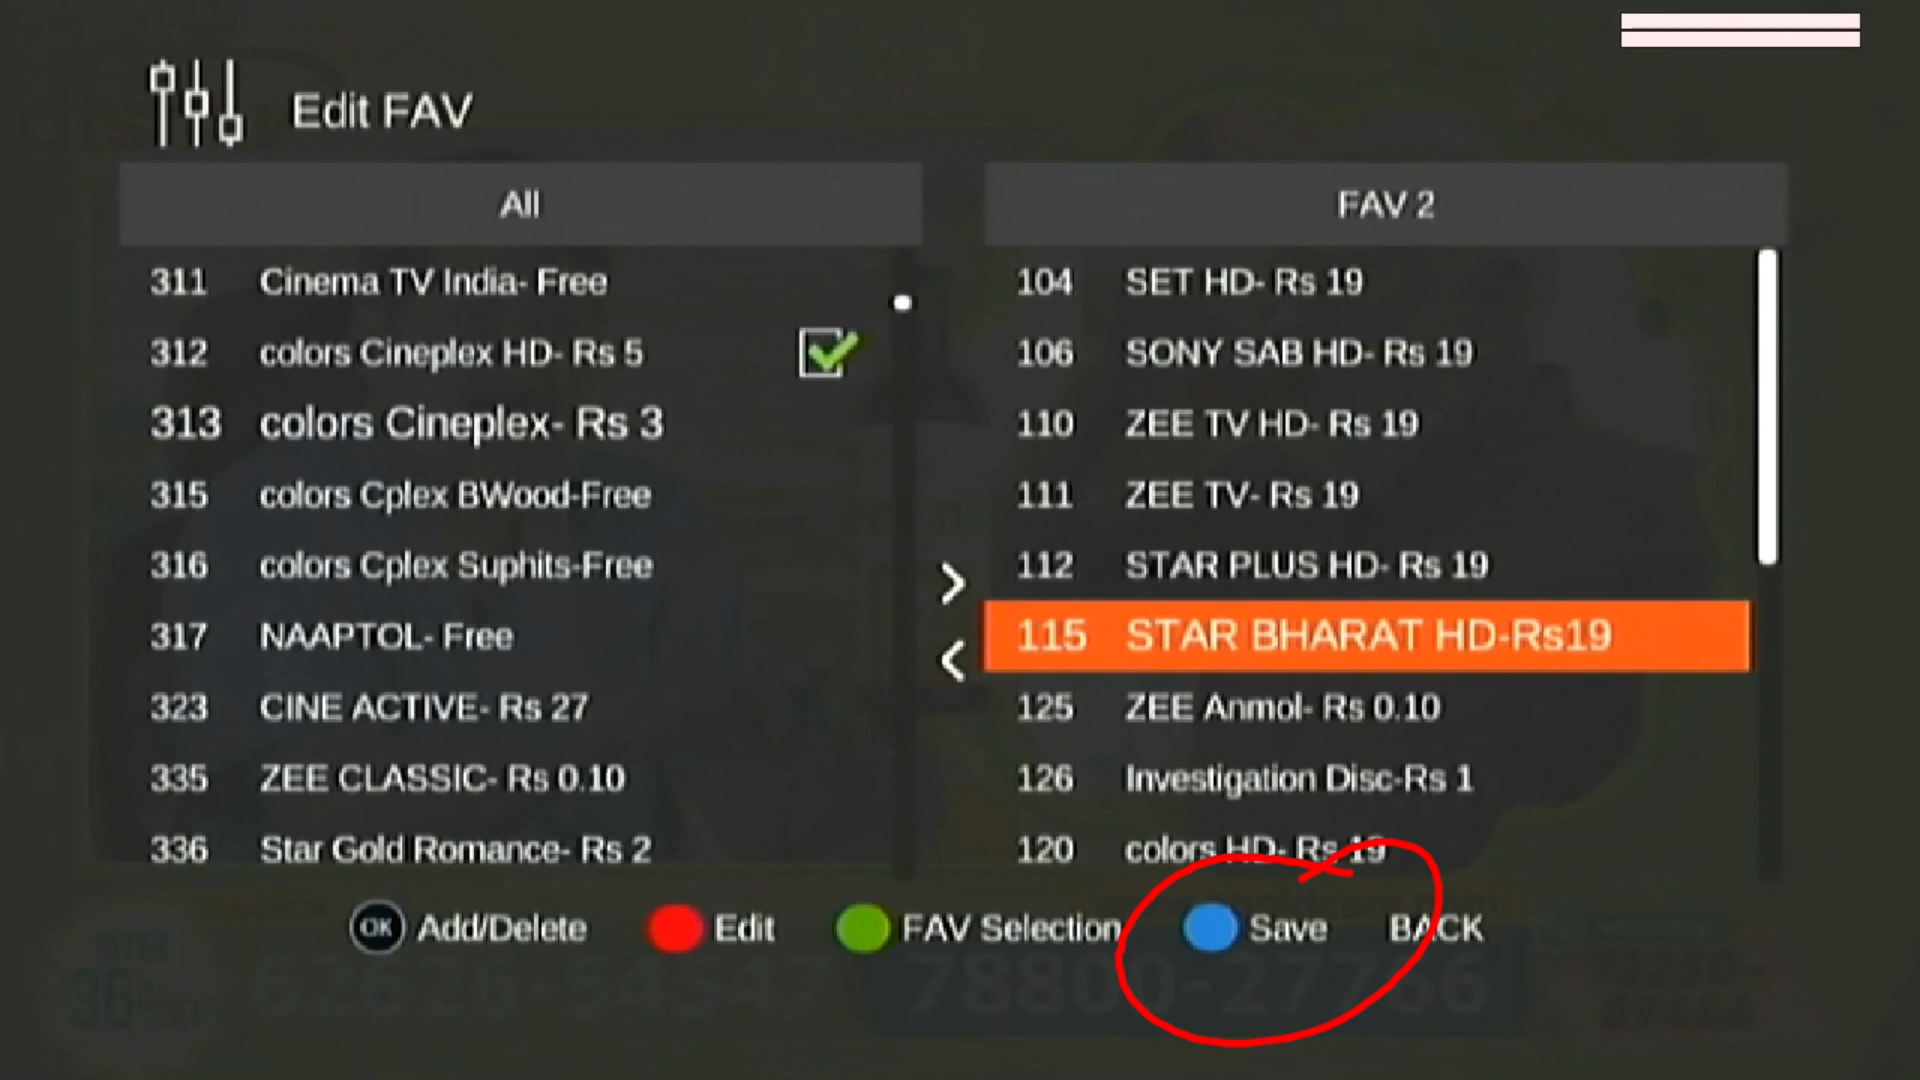 Edit FAV
All
311 Cinema TV India- Free
312 colors Cineplex HD- Rs 5
313 colors Cineplex- Rs 3
315 colors Cplex BWood-Free
316 colors Cplex Suphits-Free
317 NAAPTOL- Free
323 CINE ACTIVE- Rs 27
335 ZEE CLASSIC- Rs 0.10
336 Star Gold Romance- Rs 2
FAV 2
104 SET HD- Rs 19
106 SONY SAB HD- Rs 19
110 ZEE TV HD- Rs 19
111 ZEE TV- Rs 19
112 STAR PLUS HD- Rs 19
115 STAR BHARAT HD-Rs19
125 ZEE Anmol- Rs 0.10
126 Investigation Disc-Rs 1
120 colors HD- Rs 19
OK Add/Delete Edit FAV Selection Save BACK
78800-27766